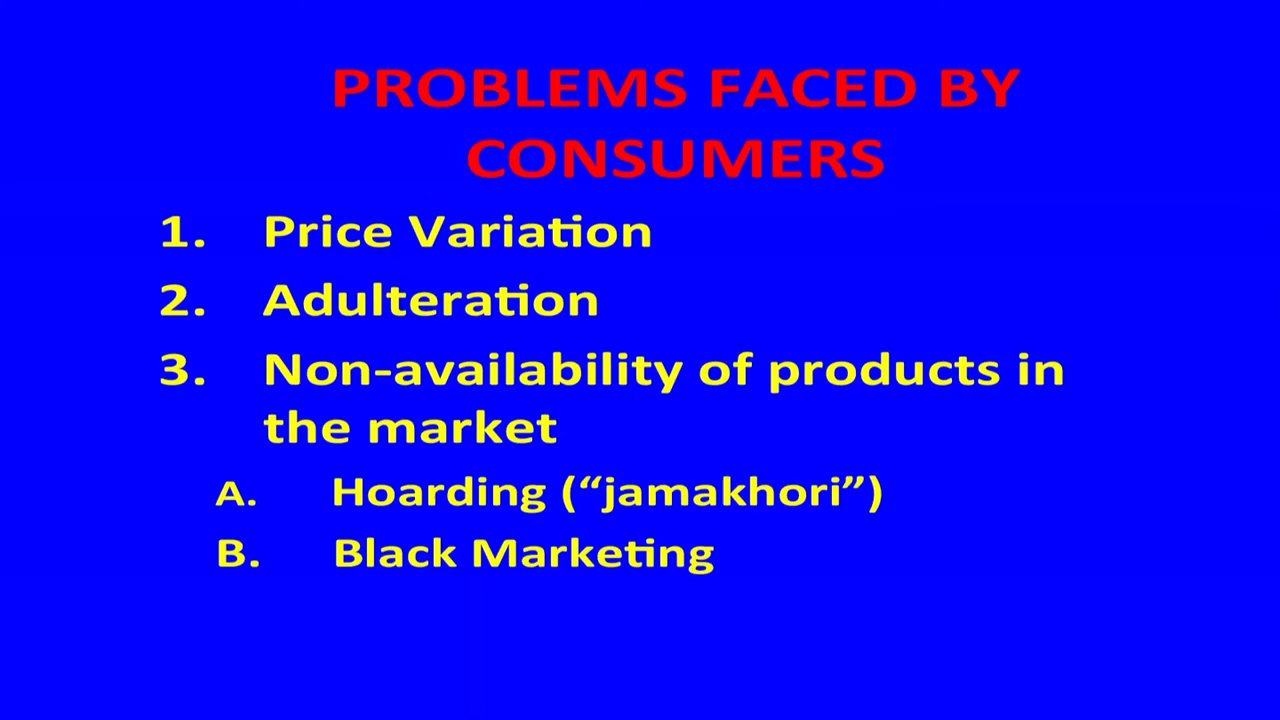 PROBLEMS FACED BY
CONSUMERS
1. Price Variation
2. Adulteration
3. Non-availability of products in
the market
A. Hoarding (“jamakhori”)
B. Black Marketing